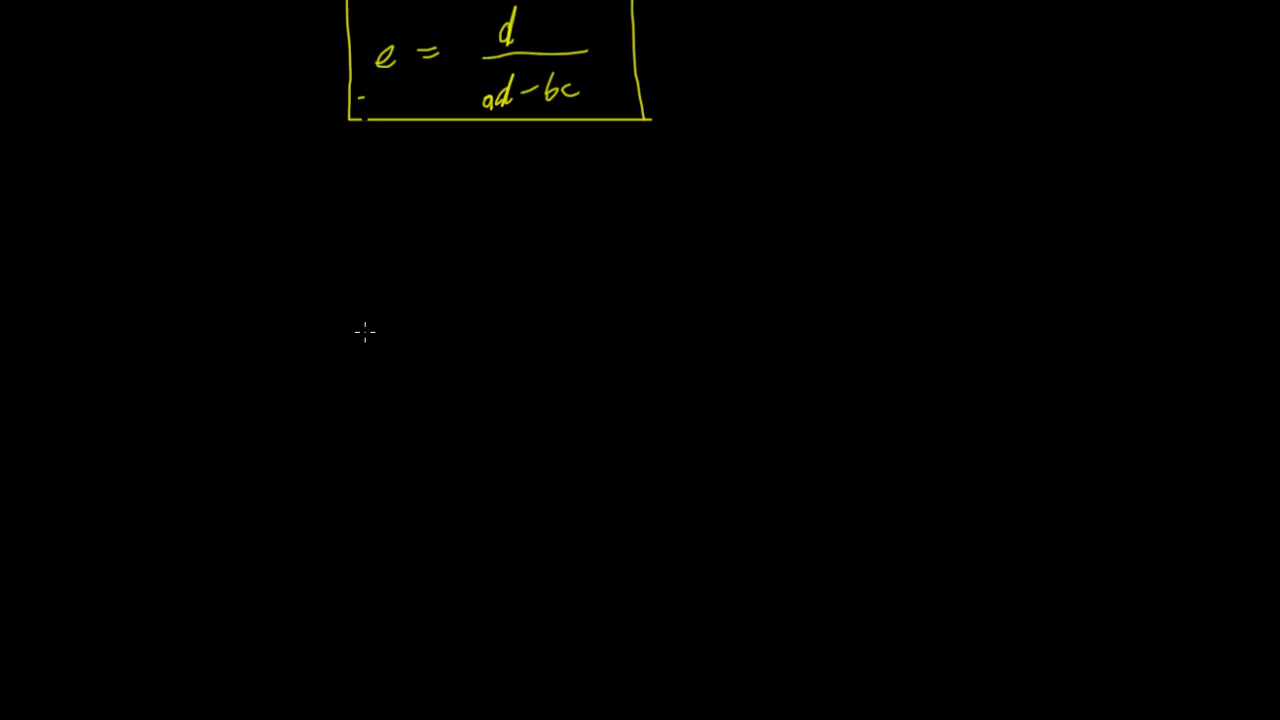 e = d / ad-bc